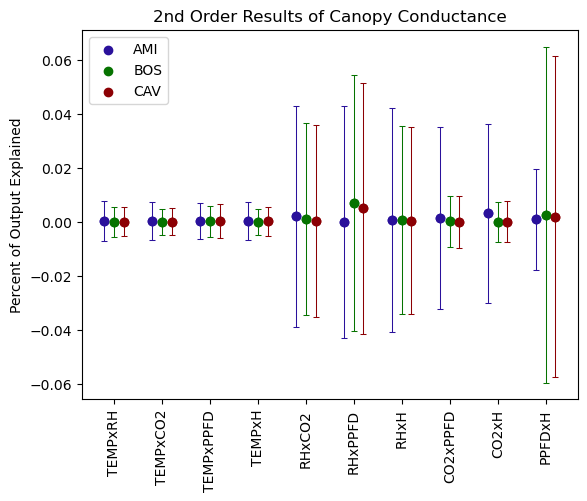 2nd Order Results of Canopy Conductance
AMI
BOS
CAV
Percent of Output Explained
0.06
0.04
0.02
0.00
−0.02
−0.04
−0.06
TEMPxRH
TEMPxCO2
TEMPxPPFD
TEMPxH
RHxCO2
RHxPPFD
RHxH
CO2xPPFD
CO2xH
PPFDxH